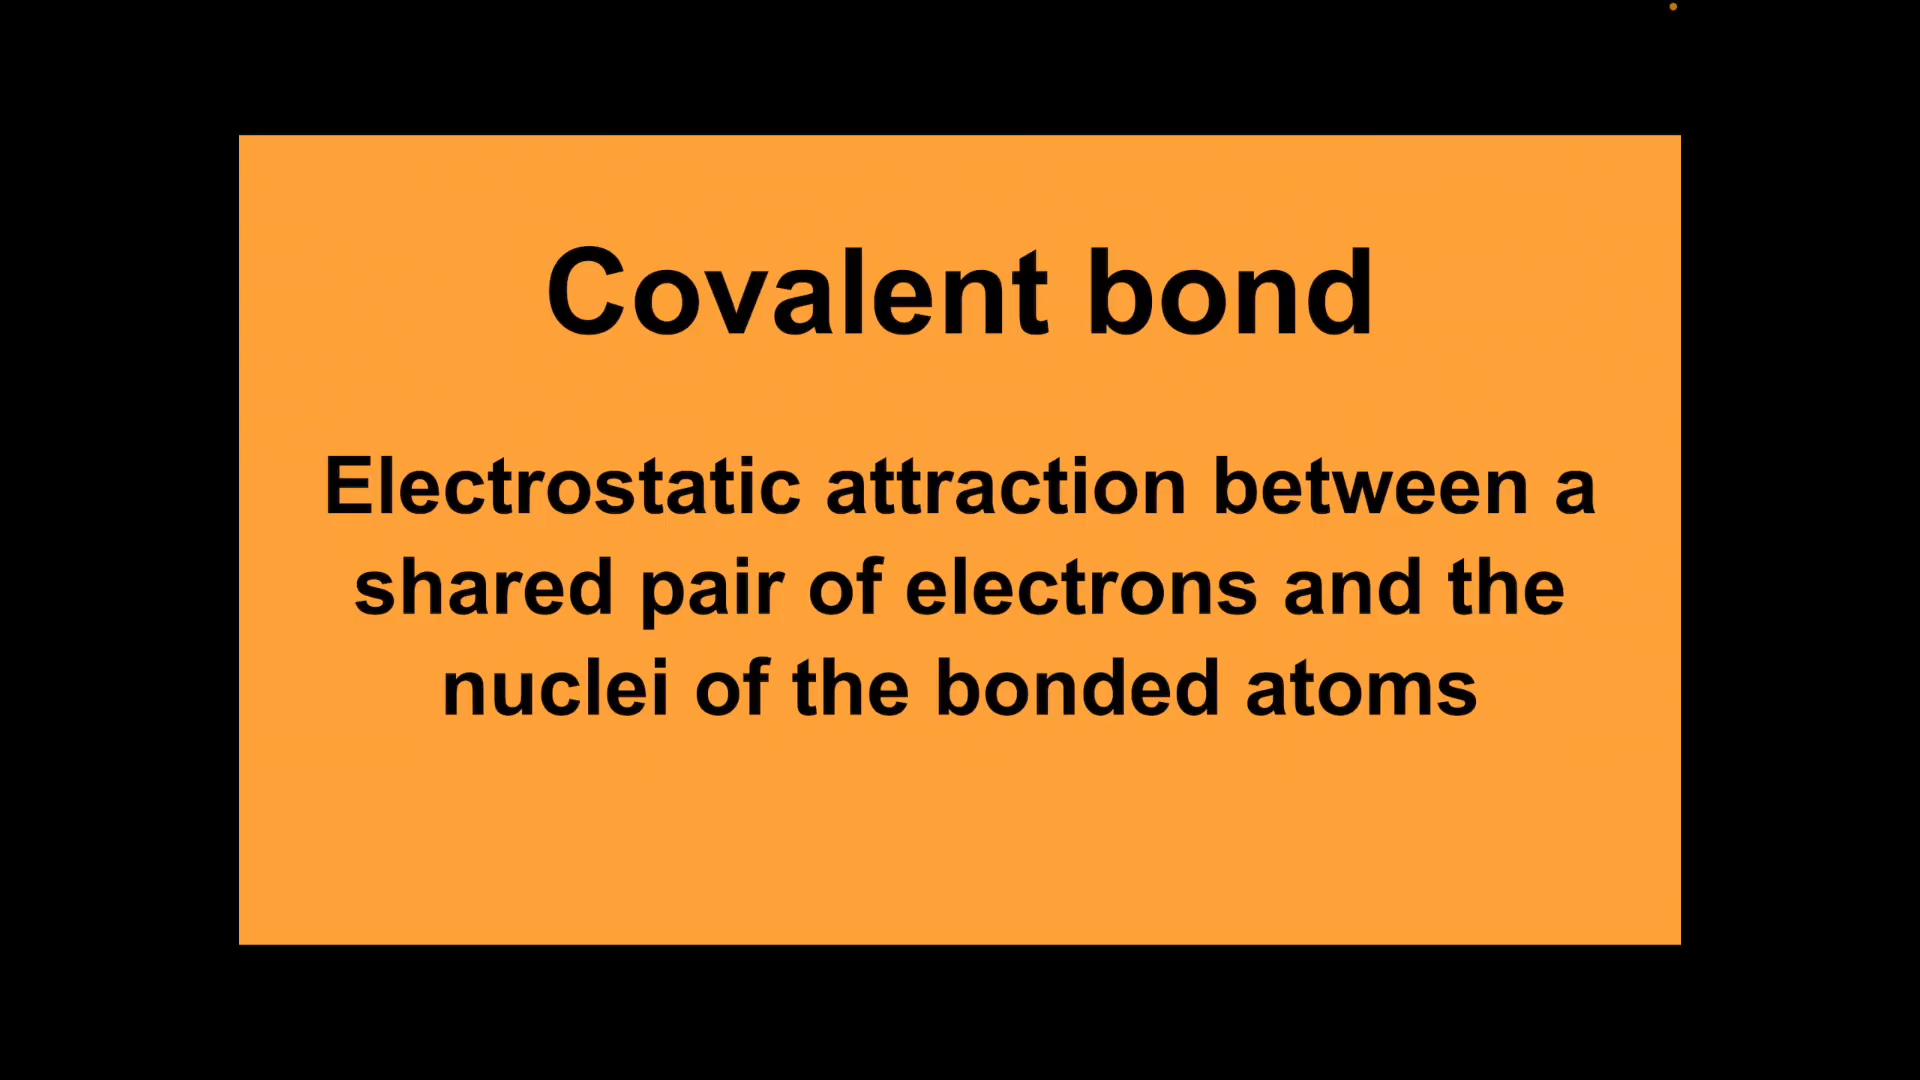 Covalent bond
Electrostatic attraction between a
shared pair of electrons and the
nuclei of the bonded atoms